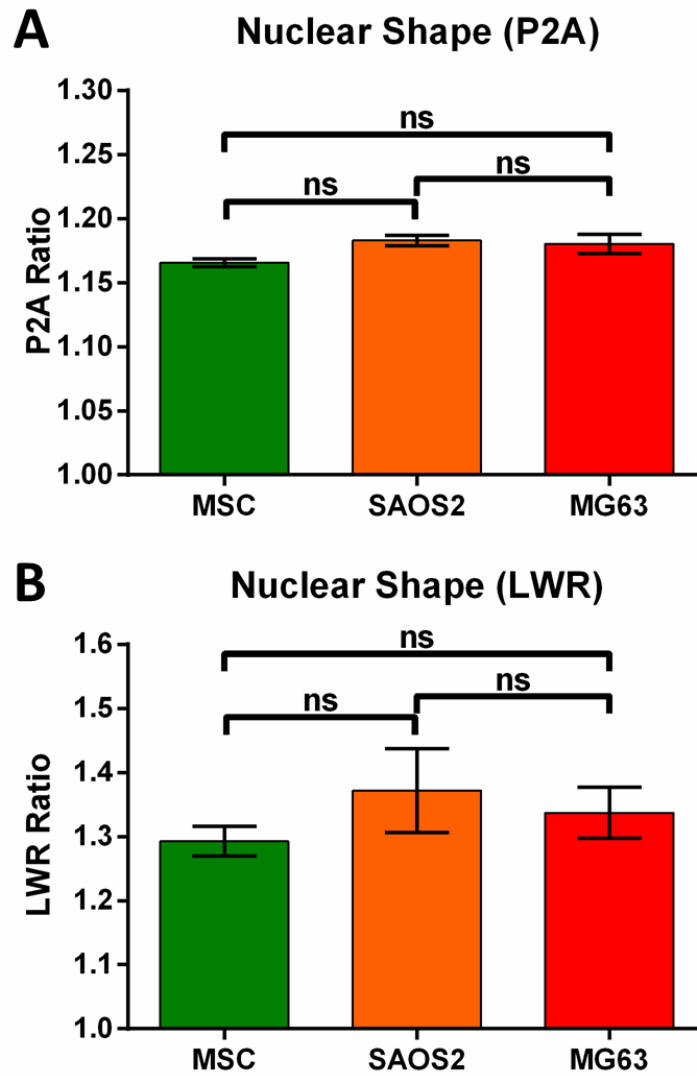 A
Nuclear Shape (P2A)
P2A Ratio
1.30
1.25
1.20
1.15
1.10
1.05
1.00
ns
ns
ns
MSC
SAOS2
MG63
B
Nuclear Shape (LWR)
LWR Ratio
1.6
1.5
1.4
1.3
1.2
1.1
1.0
ns
ns
ns
MSC
SAOS2
MG63